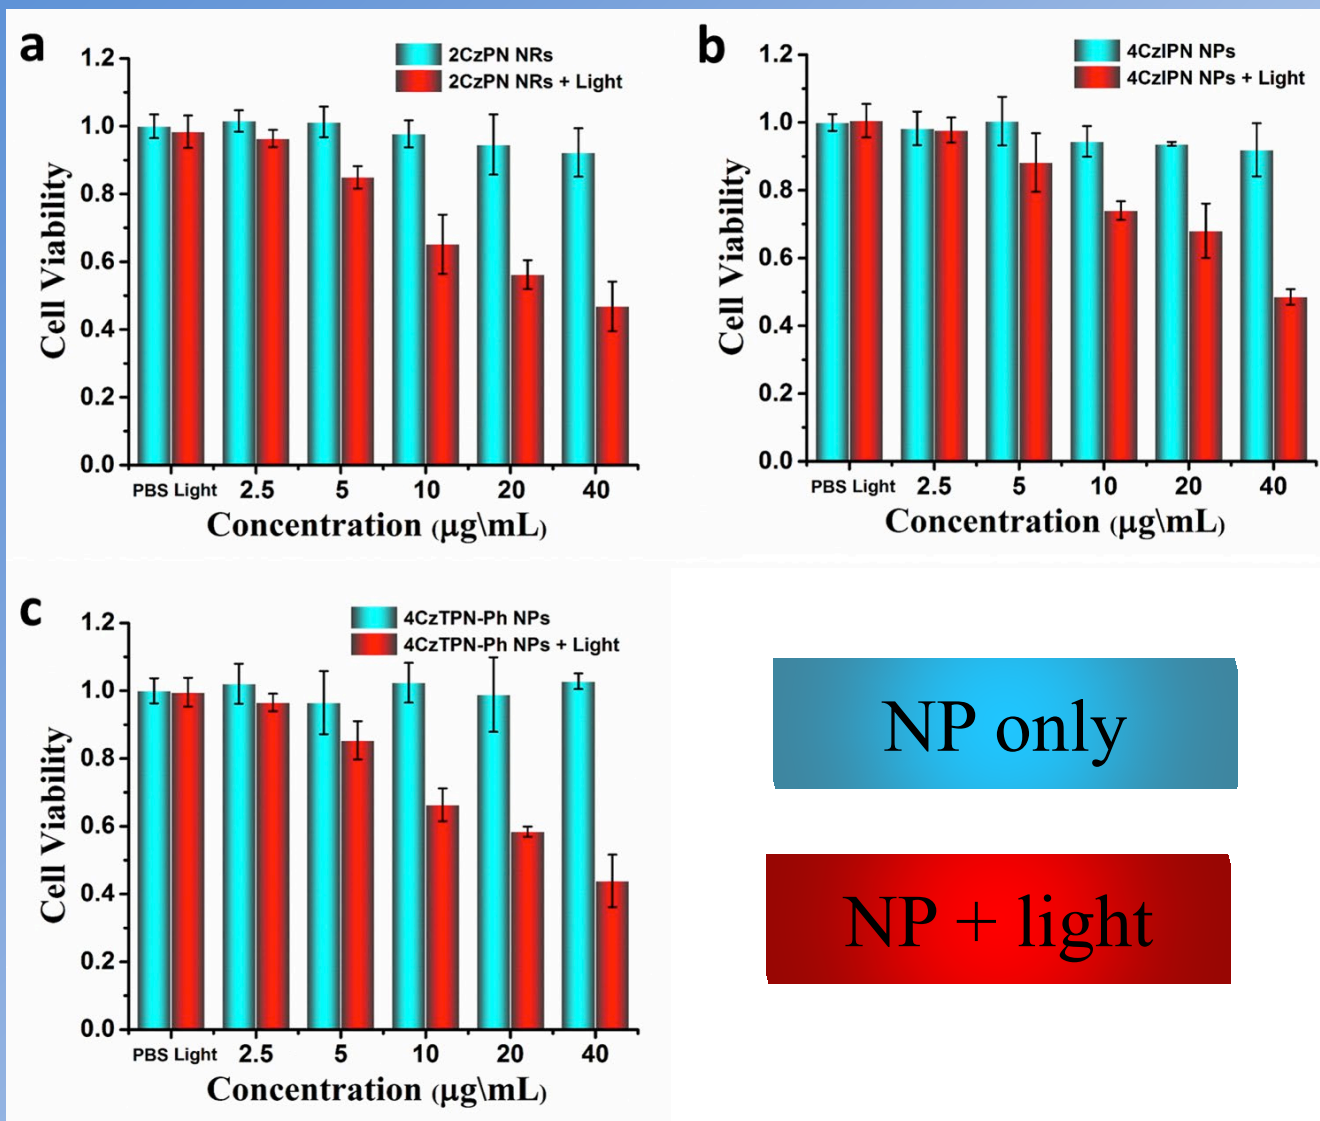 a
2CzPN NRs
2CzPN NRs + Light
1.2
1.0
0.8
0.6
0.4
0.2
0.0
Cell Viability
PBS Light 2.5 5 10 20 40
Concentration (μg\mL)
b
4CzIPN NPs
4CzIPN NPs + Light
1.2
1.0
0.8
0.6
0.4
0.2
0.0
Cell Viability
PBS Light 2.5 5 10 20 40
Concentration (μg\mL)
c
4CzTPN-Ph NPs
4CzTPN-Ph NPs + Light
1.2
1.0
0.8
0.6
0.4
0.2
0.0
Cell Viability
PBS Light 2.5 5 10 20 40
Concentration (μg\mL)
NP only
NP + light